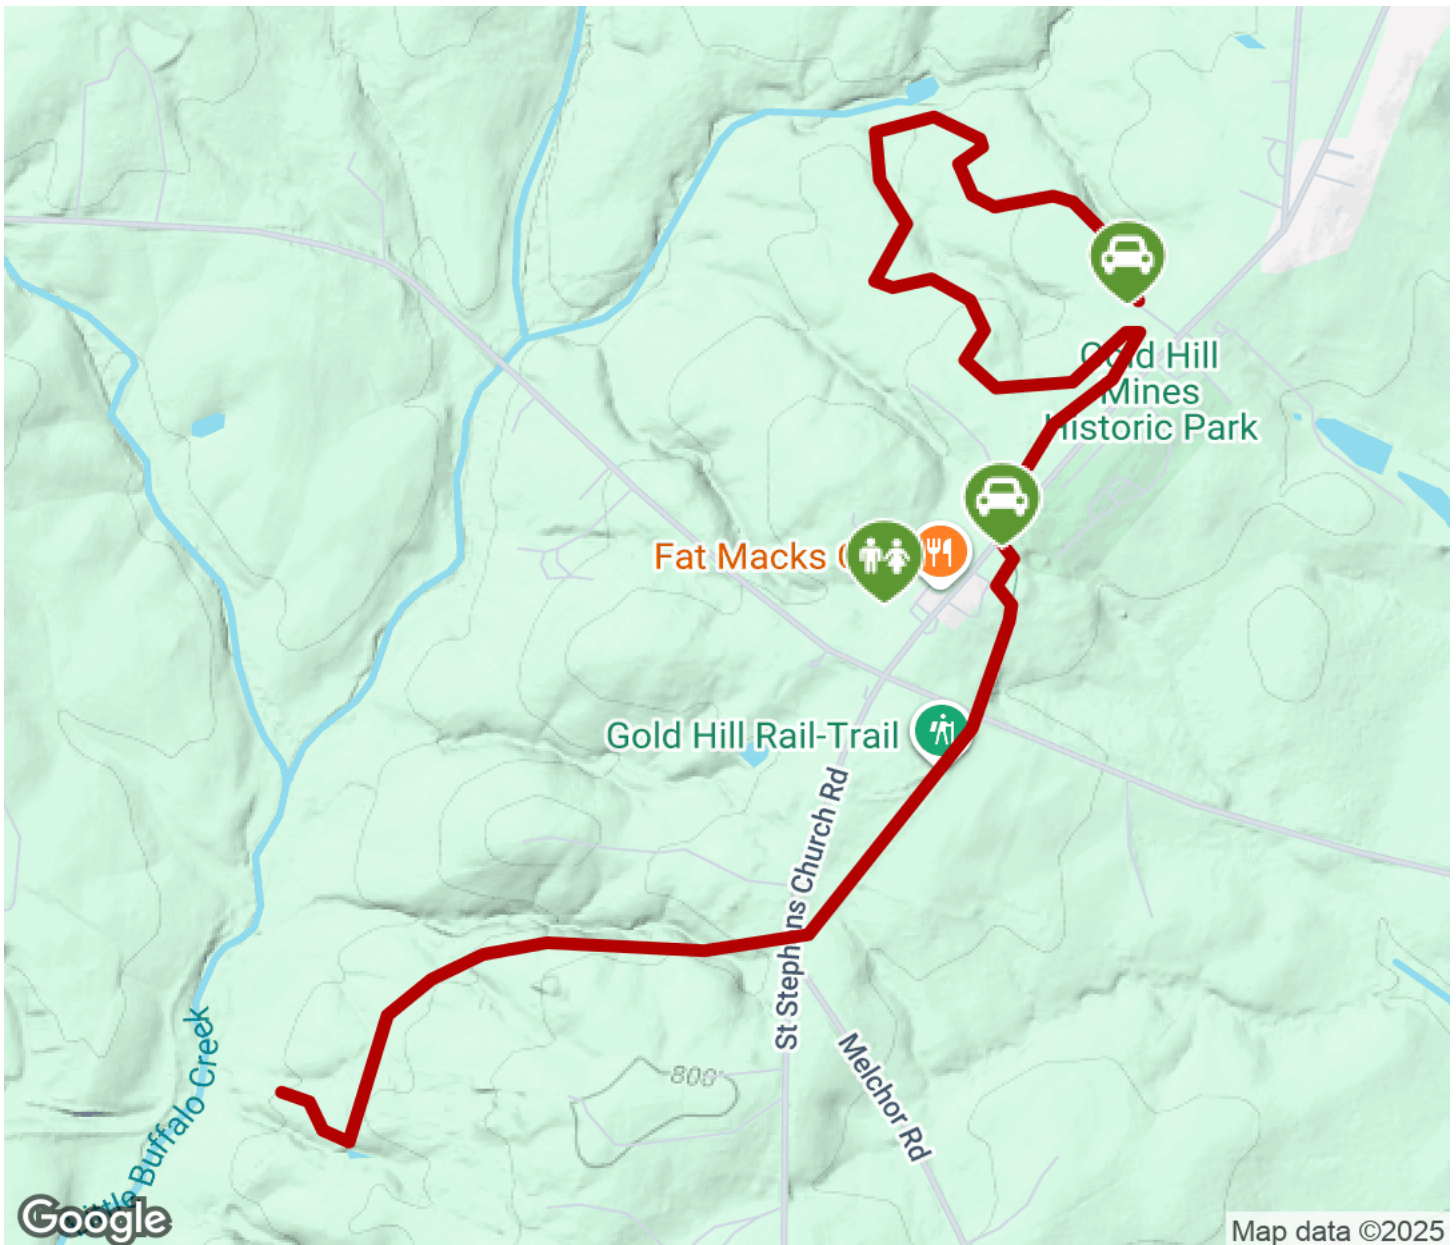 Gold Hill
Mines
Historic Park
Fat Macks
Gold Hill Rail-Trail
St Stephens Church Rd
800'
Melchor Rd
Little Buffalo Creek
Google
Map data ©2025